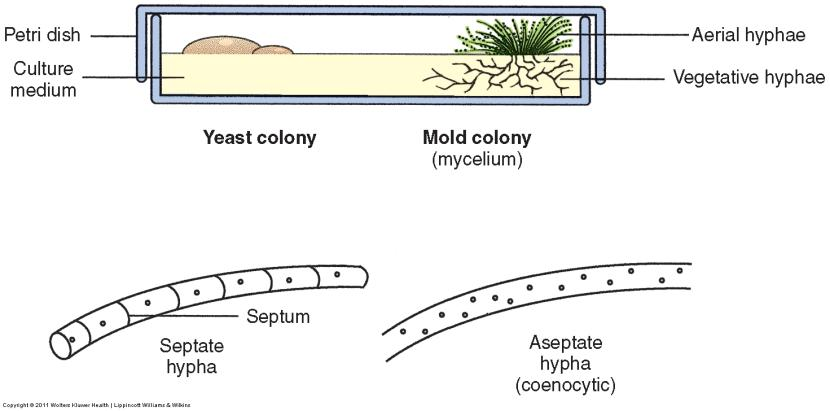 Petri dish
Culture
medium
Aerial hyphae
Vegetative hyphae
Yeast colony
Mold colony
(mycelium)
Septum
Septate
hypha
Aseptate
hypha
(coenocytic)
Copyright © 2011 Wolters Kluwer Health | Lippincott Williams & Wilkins